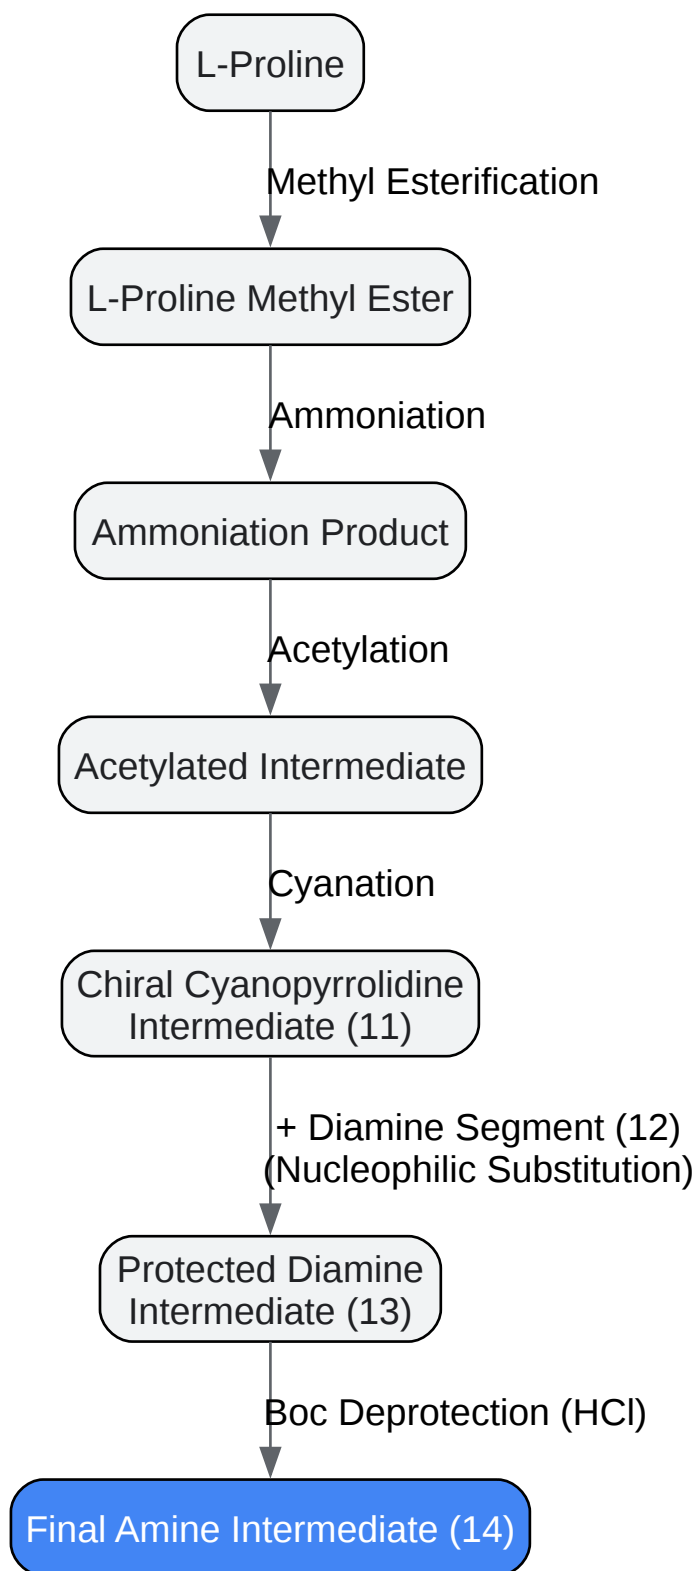 L-Proline
Methyl Esterification
L-Proline Methyl Ester
Ammoniation
Ammoniation Product
Acetylation
Acetylated Intermediate
Cyanation
Chiral Cyanopyrrolidine
Intermediate (11)
+ Diamine Segment (12)
(Nucleophilic Substitution)
Protected Diamine
Intermediate (13)
Boc Deprotection (HCl)
Final Amine Intermediate (14)